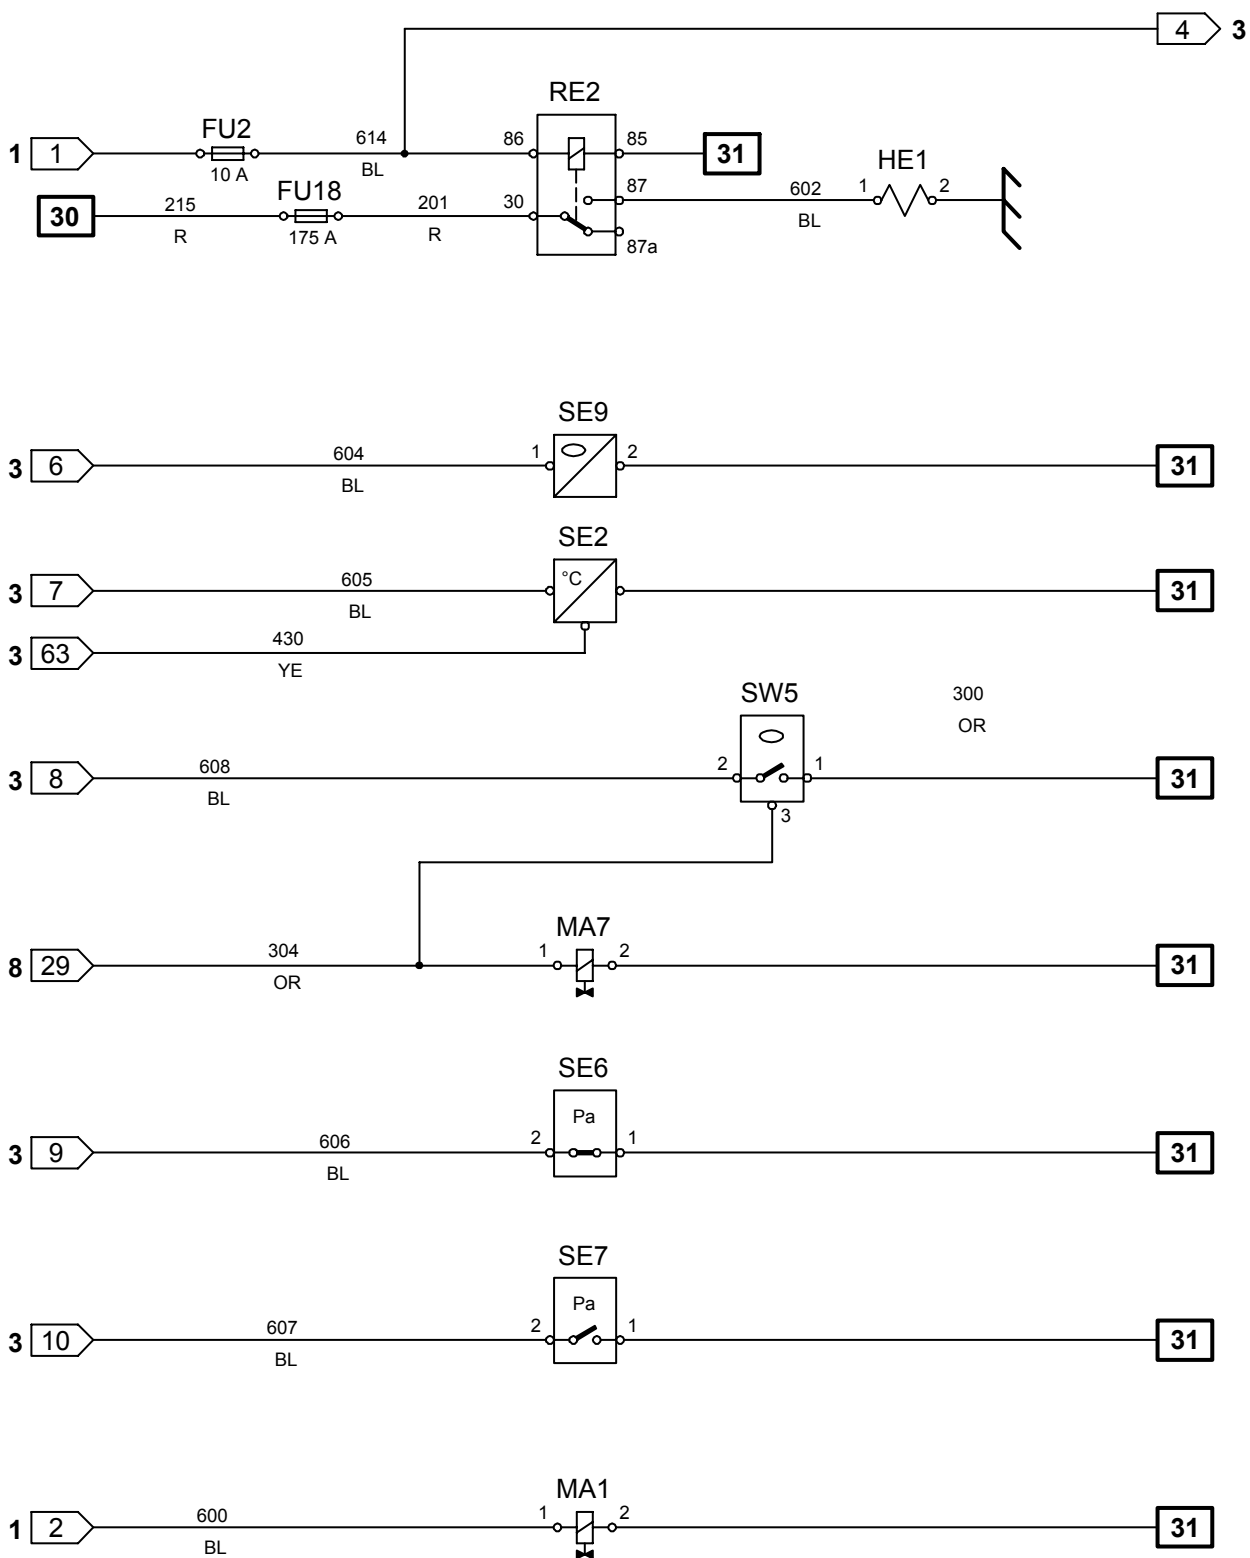 4 3
RE2
FU2
1 1 614 86 85 31
10 A BL
HE1
FU18
87 602 1 2
30 215 201 30 BL
R 175 A R 87a
SE9
3 6 604 1 2 31
BL
SE2
°C
3 7 605 31
BL
3 63 430
YE
SW5 300
OR
3 8 608 2 1 31
BL
3
MA7
8 29 304 1 2 31
OR
SE6
Pa
3 9 606 2 1 31
BL
SE7
Pa
3 10 607 2 1 31
BL
MA1
1 2 600 1 2 31
BL